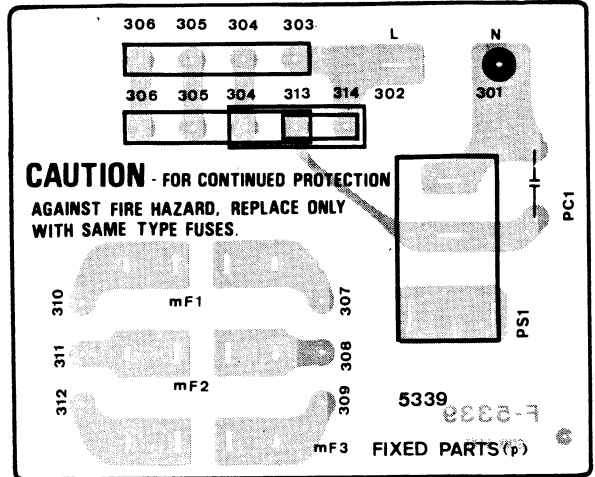 306 305 304 303
L N
302 301
306 305 304 313 314
CAUTION - FOR CONTINUED PROTECTION
AGAINST FIRE HAZARD, REPLACE ONLY
WITH SAME TYPE FUSES.
PC1
310 mF1 307
PS1
311 308
mF2
312 309
5339
F-5339
mF3 FIXED PARTS(p)